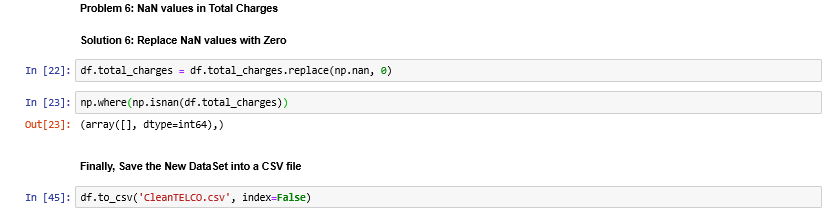 Problem 6: NaN values in Total Charges
Solution 6: Replace NaN values with Zero
In [22]: df.total_charges = df.total_charges.replace(np.nan, 0)
In [23]: np.where(np.isnan(df.total_charges))
Out[23]: (array([], dtype=int64),)
Finally, Save the New DataSet into a CSV file
In [45]: df.to_csv('CleanTELCO.csv', index=False)